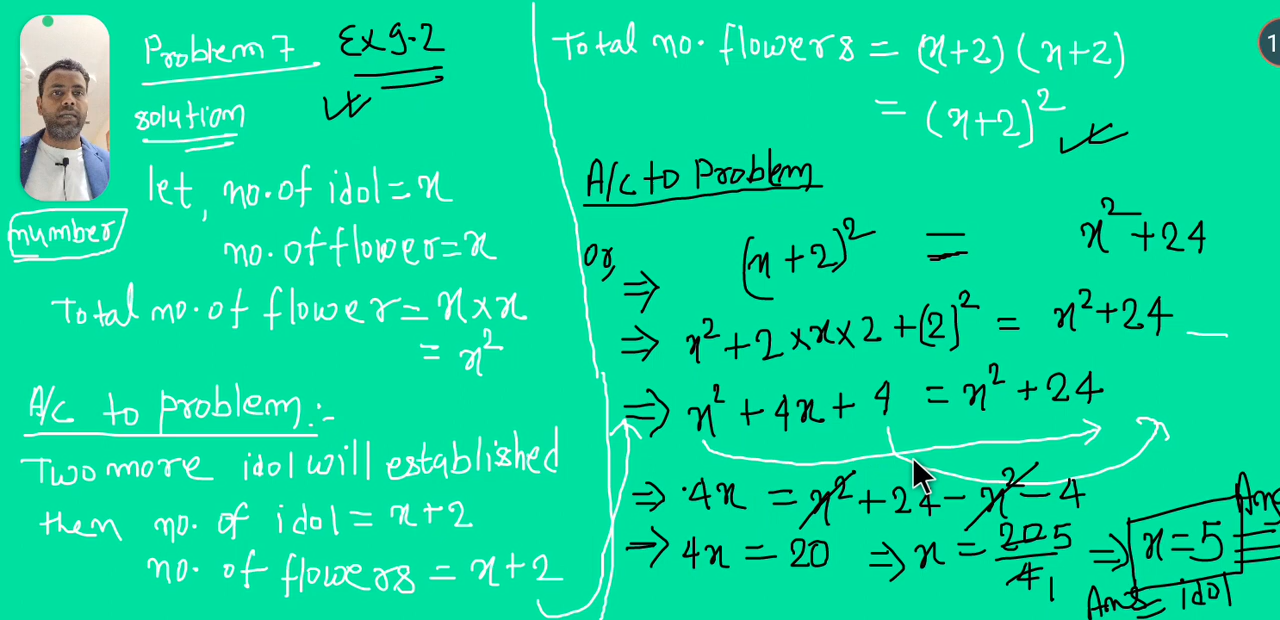 Problem 7 Ex 9.2
solution
let, no. of idol = x
number
no. of flower = x
Total no. of flower = x × x
= x²
A/c to problem :-
Two more idol will established
then no. of idol = x+2
no. of flowers = x+2
Total no. flowers = (x+2) (x+2)
= (x+2)²
A/c to Problem
or, ⇒ (x+2)² = x²+24
⇒ x²+2×x×2+(2)² = x²+24
⇒ x²+4x+4 = x²+24
⇒ 4x = x²+24-x²-4
⇒ 4x = 20 ⇒ x = 20 5/4 1 ⇒ x=5 Ans
Ans idol
1